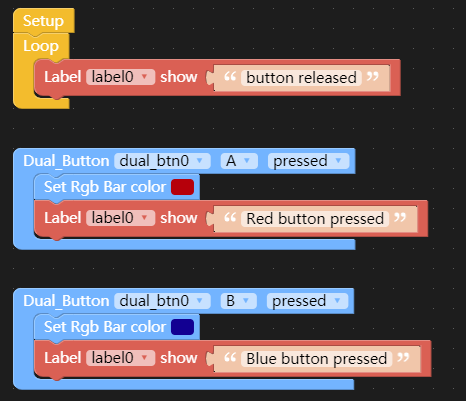 Setup
Loop
Label label0 show “ button released ”
Dual_Button dual_btn0 A pressed
Set Rgb Bar color
Label label0 show “ Red button pressed ”
Dual_Button dual_btn0 B pressed
Set Rgb Bar color
Label label0 show “ Blue button pressed ”